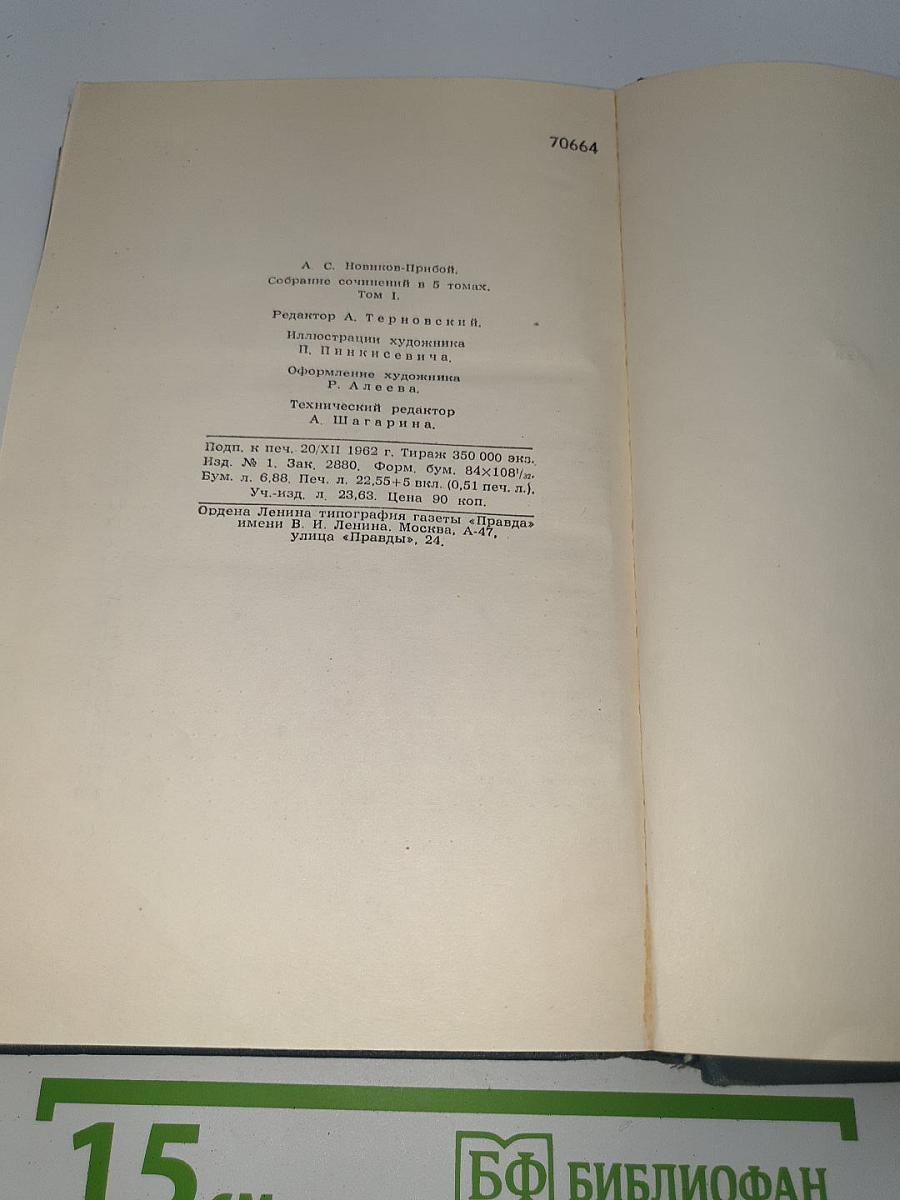 70664
А. С. Новиков-Прибой.
Собрание сочинений в 5 томах.
Том I.
Редактор А. Терновский.
Иллюстрации художника
П. Пинкисевича.
Оформление художника
Р. Алеева.
Технический редактор
А. Шагарина.
Подп. к печ. 20/XII 1962 г. Тираж 350 000 экз.
Изд. № 1. Зак. 2880. Форм. бум. 84×108¹/₃₂.
Бум. л. 6,88. Печ. л. 22,55+5 вкл. (0,51 печ. л.).
Уч.-изд. л. 23,63. Цена 90 коп.
Ордена Ленина типография газеты «Правда»
имени В. И. Ленина. Москва, А-47,
улица «Правды», 24.
15 см
БФ БИБЛИОФАН